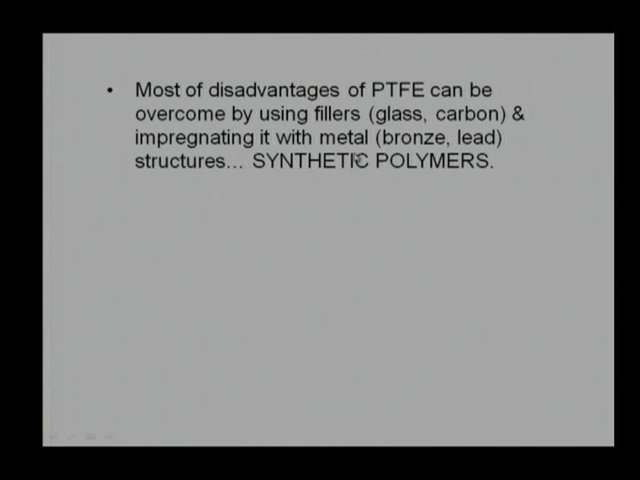 • Most of disadvantages of PTFE can be
overcome by using fillers (glass, carbon) &
impregnating it with metal (bronze, lead)
structures... SYNTHETIC POLYMERS.